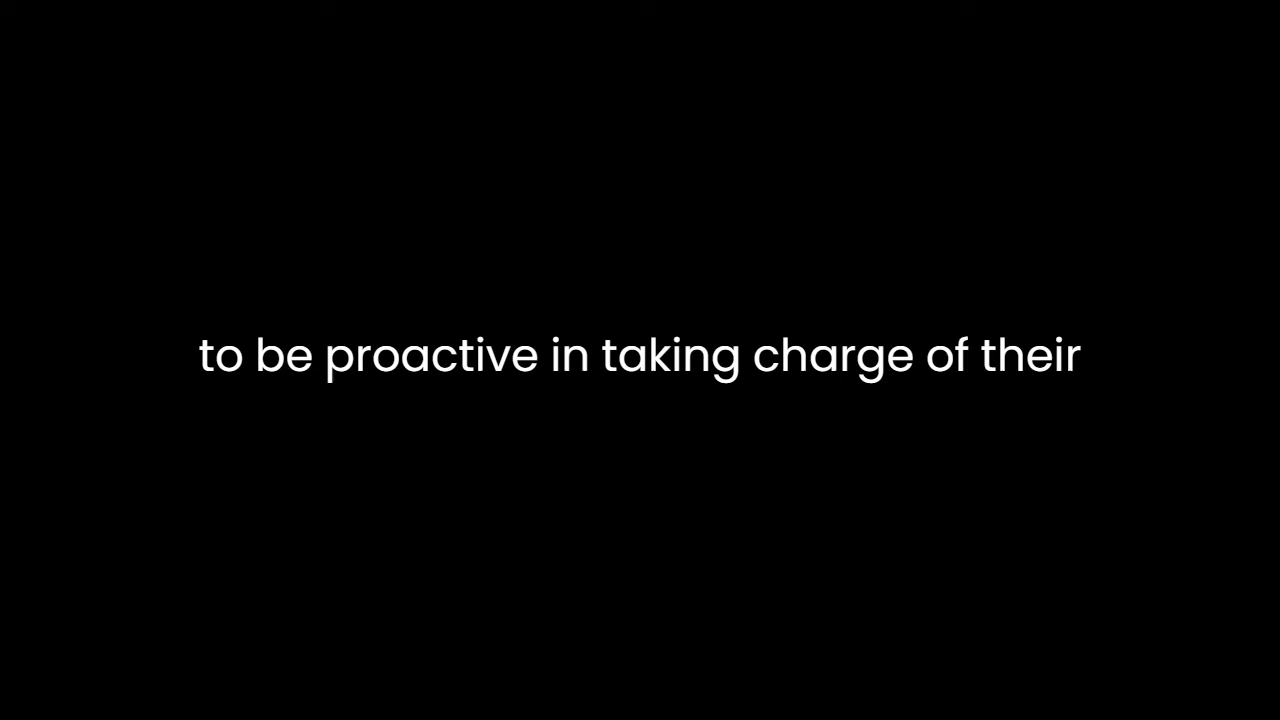 to be proactive in taking charge of their